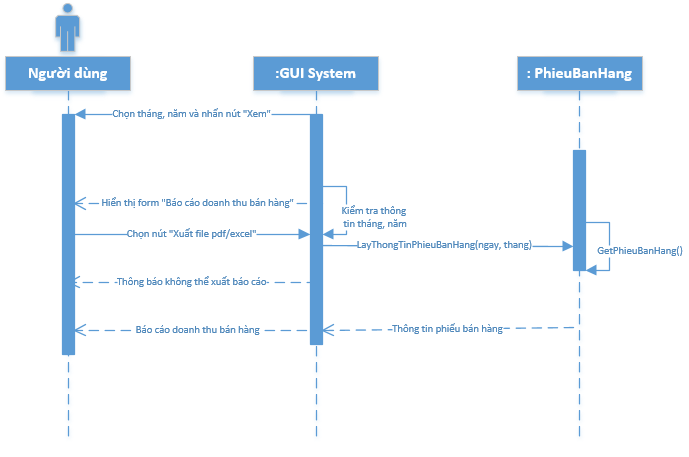 Người dùng
:GUI System
: PhieuBanHang
Chọn tháng, năm và nhấn nút "Xem"
Hiển thị form "Báo cáo doanh thu bán hàng"
Kiểm tra thông
tin tháng, năm
Chọn nút "Xuất file pdf/excel"
LayThongTinPhieuBanHang(ngay, thang)
GetPhieuBanHang()
Thông báo không thể xuất báo cáo
Báo cáo doanh thu bán hàng
Thông tin phiếu bán hàng